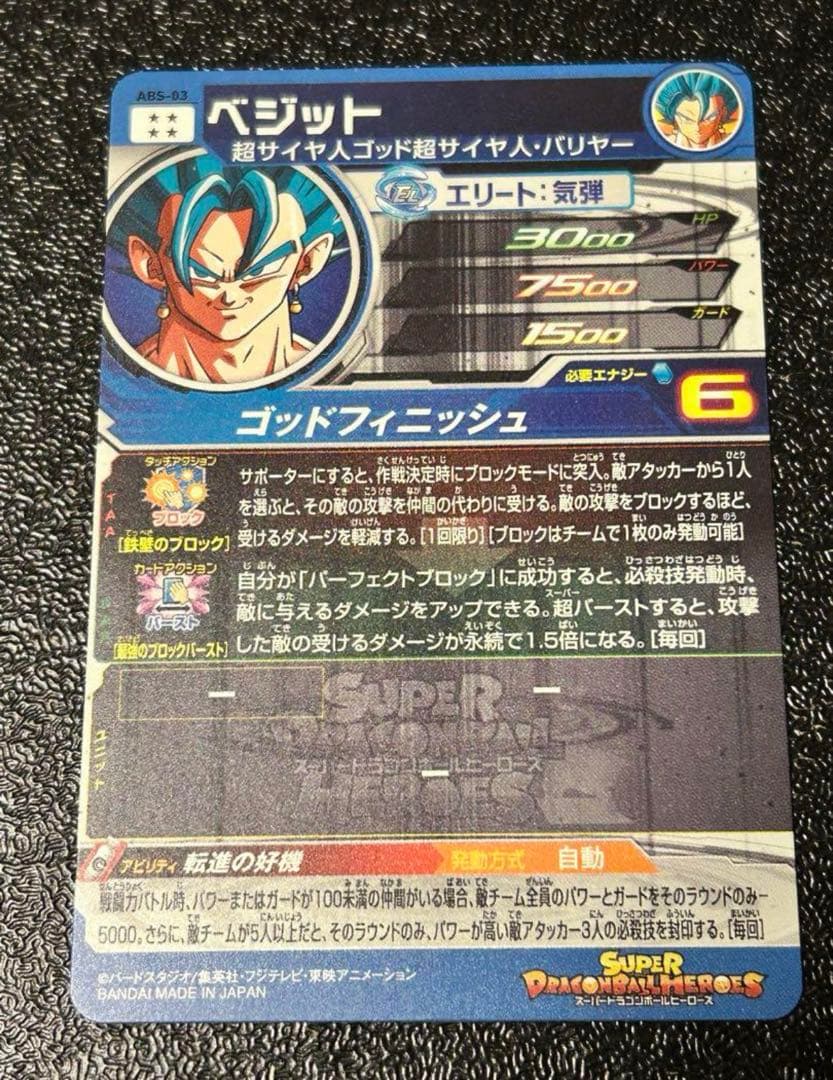 ABS-03
ベジット
超サイヤ人ゴッド超サイヤ人・バリヤー
EL エリート:気弾
HP
3000
パワー
7500
ガード
1500
必要エナジー 6
ゴッドフィニッシュ
タッチアクション
ブロック
[鉄壁のブロック]
サポーターにすると、作戦決定時にブロックモードに突入。敵アタッカーから1人
を選ぶと、その敵の攻撃を仲間の代わりに受ける。敵の攻撃をブロックするほど、
受けるダメージを軽減する。[1回限り][ブロックはチームで1枚のみ発動可能]
カードアクション
バースト
[最強のブロックバースト]
自分が「パーフェクトブロック」に成功すると、必殺技発動時、
敵に与えるダメージをアップできる。超バーストすると、攻撃
した敵の受けるダメージが永続で1.5倍になる。[毎回]
ユニット
ー ー
ー
SUPER
DRAGONBALL
スーパードラゴンボールヒーローズ
HEROES
アビリティ 転進の好機 発動方式 自動
戦闘力バトル時、パワーまたはガードが100未満の仲間がいる場合、敵チーム全員のパワーとガードをそのラウンドのみ-
5000。さらに、敵チームが5人以上だと、そのラウンドのみ、パワーが高い敵アタッカー3人の必殺技を封印する。[毎回]
©バードスタジオ/集英社・フジテレビ・東映アニメーション
BANDAI MADE IN JAPAN
SUPER
DRAGONBALL HEROES
スーパードラゴンボールヒーローズ